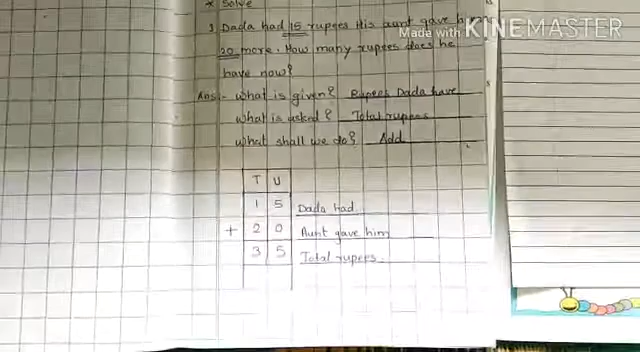 * Solve
3 Dada had 15 rupees His aunt gave
Made with KINEMASTER
20 more. How many rupees does he
have now?
Ans:- What is given? Rupees Dada have
What is asked? Total rupees
What shall we do? Add
T U
1 5 Dada had
+ 2 0 Aunt gave him
3 5 Total rupees